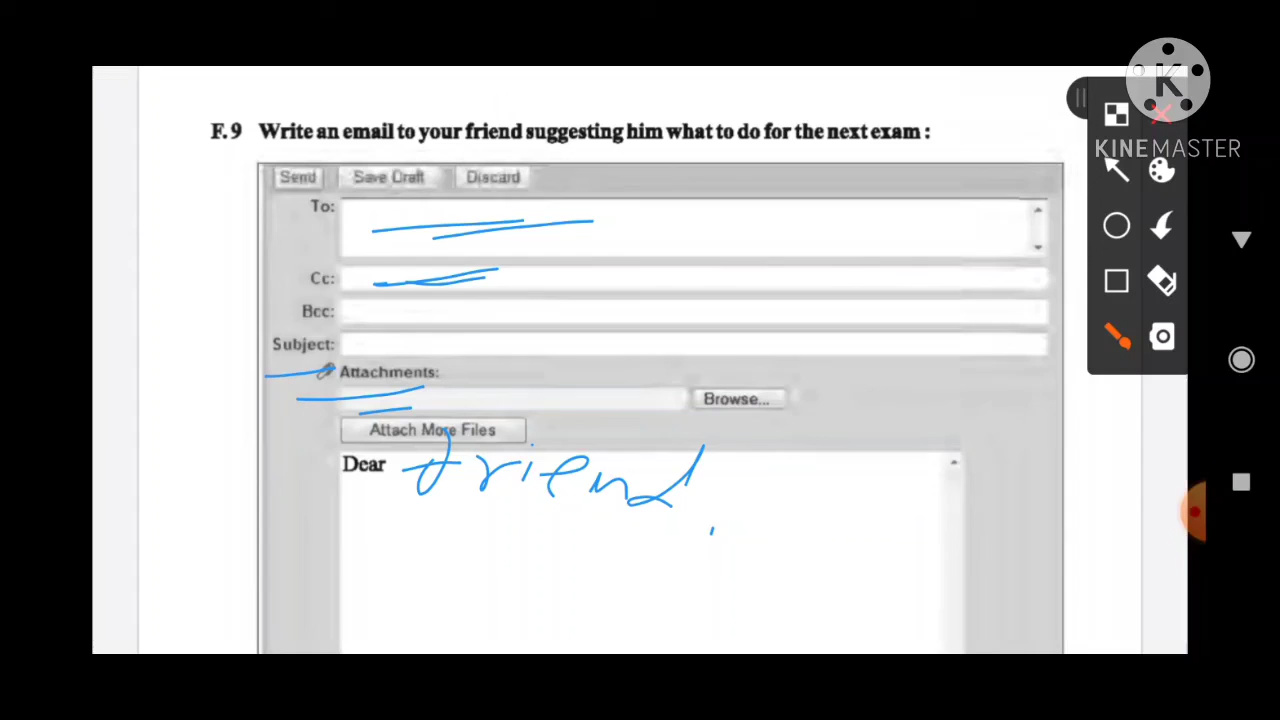 KINEMASTER
F.9 Write an email to your friend suggesting him what to do for the next exam :
Send Save Draft Discard
To:
Cc:
Bcc:
Subject:
Attachments:
Browse...
Attach More Files
Dear friend,